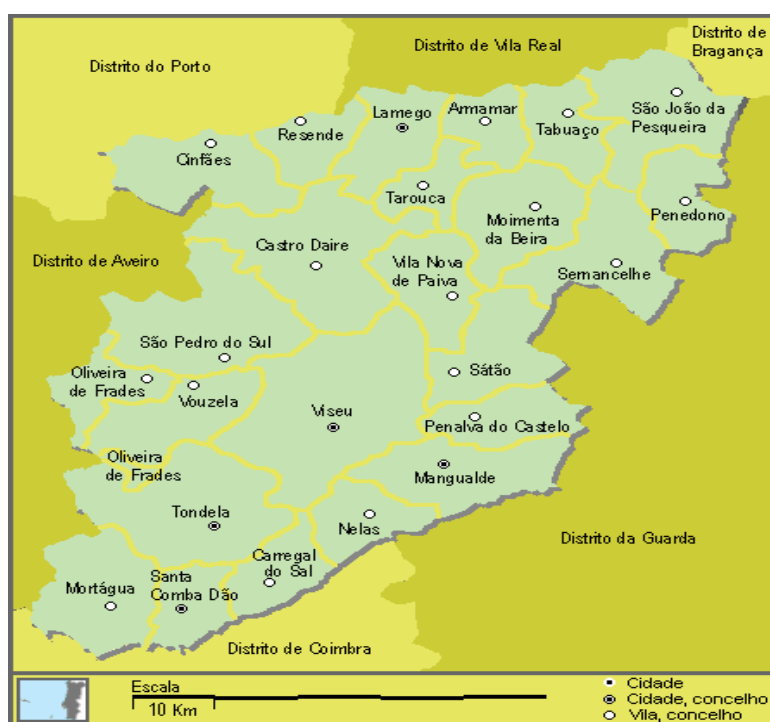 Distrito de Vila Real
Distrito de
Bragança
Distrito do Porto
Lamego
Armamar
São João da
Pesqueira
Resende
Tabuaço
Cinfães
Tarouca
Moimenta
da Beira
Penedono
Castro Daire
Distrito de Aveiro
Vila Nova
de Paiva
Sernancelhe
São Pedro do Sul
Oliveira
de Frades
Vouzela
Sátão
Viseu
Penalva do Castelo
Oliveira
de Frades
Mangualde
Tondela
Nelas
Distrito da Guarda
Carregal
do Sal
Mortágua
Santa
Comba Dão
Distrito de Coimbra
Escala
10 Km
Cidade
Cidade, concelho
Vila, concelho